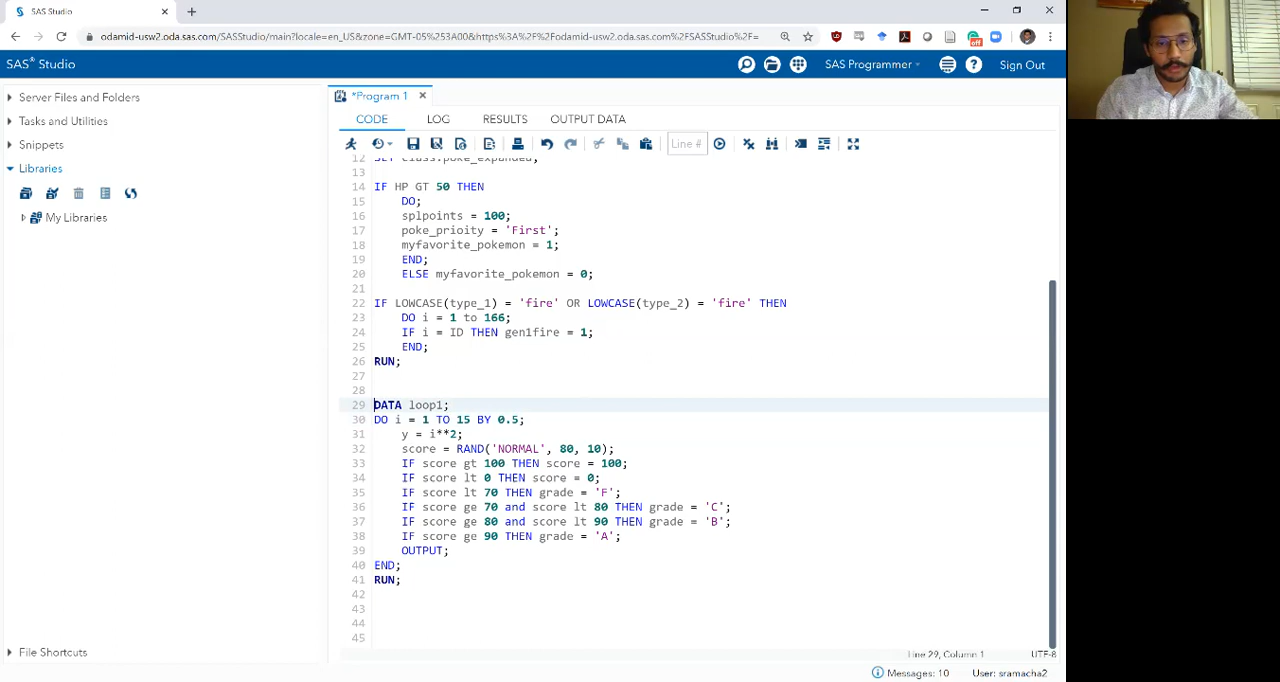 SAS Studio
odamid-usw2.oda.sas.com/SASStudio/main?locale=en_US&zone=GMT-05%253A00&https%3A%2F%2Fodamid-usw2.oda.sas.com%2FSASStudio%2F=
off
SAS® Studio
SAS Programmer
Sign Out
Server Files and Folders
Tasks and Utilities
Snippets
Libraries
My Libraries
File Shortcuts
*Program 1
CODE LOG RESULTS OUTPUT DATA
Line #
12 SET class.poke_expanded;
13
14 IF HP GT 50 THEN
15 DO;
16 splpoints = 100;
17 poke_prioity = 'First';
18 myfavorite_pokemon = 1;
19 END;
20 ELSE myfavorite_pokemon = 0;
21
22 IF LOWCASE(type_1) = 'fire' OR LOWCASE(type_2) = 'fire' THEN
23 DO i = 1 to 166;
24 IF i = ID THEN gen1fire = 1;
25 END;
26 RUN;
27
28
29 DATA loop1;
30 DO i = 1 TO 15 BY 0.5;
31 y = i**2;
32 score = RAND('NORMAL', 80, 10);
33 IF score gt 100 THEN score = 100;
34 IF score lt 0 THEN score = 0;
35 IF score lt 70 THEN grade = 'F';
36 IF score ge 70 and score lt 80 THEN grade = 'C';
37 IF score ge 80 and score lt 90 THEN grade = 'B';
38 IF score ge 90 THEN grade = 'A';
39 OUTPUT;
40 END;
41 RUN;
42
43
44
45
Line 29, Column 1
UTF-8
Messages: 10
User: sramacha2